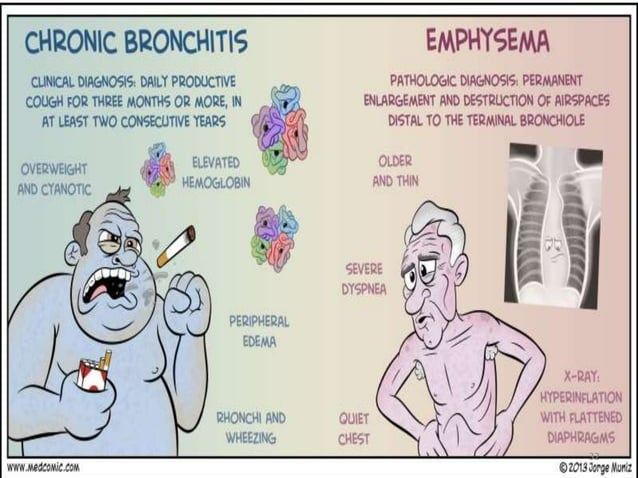 CHRONIC BRONCHITIS
CLINICAL DIAGNOSIS: DAILY PRODUCTIVE
COUGH FOR THREE MONTHS OR MORE, IN
AT LEAST TWO CONSECUTIVE YEARS
OVERWEIGHT
AND CYANOTIC
ELEVATED
HEMOGLOBIN
PERIPHERAL
EDEMA
RHONCHI AND
WHEEZING
EMPHYSEMA
PATHOLOGIC DIAGNOSIS: PERMANENT
ENLARGEMENT AND DESTRUCTION OF AIRSPACES
DISTAL TO THE TERMINAL BRONCHIOLE
OLDER
AND THIN
SEVERE
DYSPNEA
QUIET
CHEST
X-RAY:
HYPERINFLATION
WITH FLATTENED
DIAPHRAGMS
www.medcomic.com
© 2013 Jorge Muniz